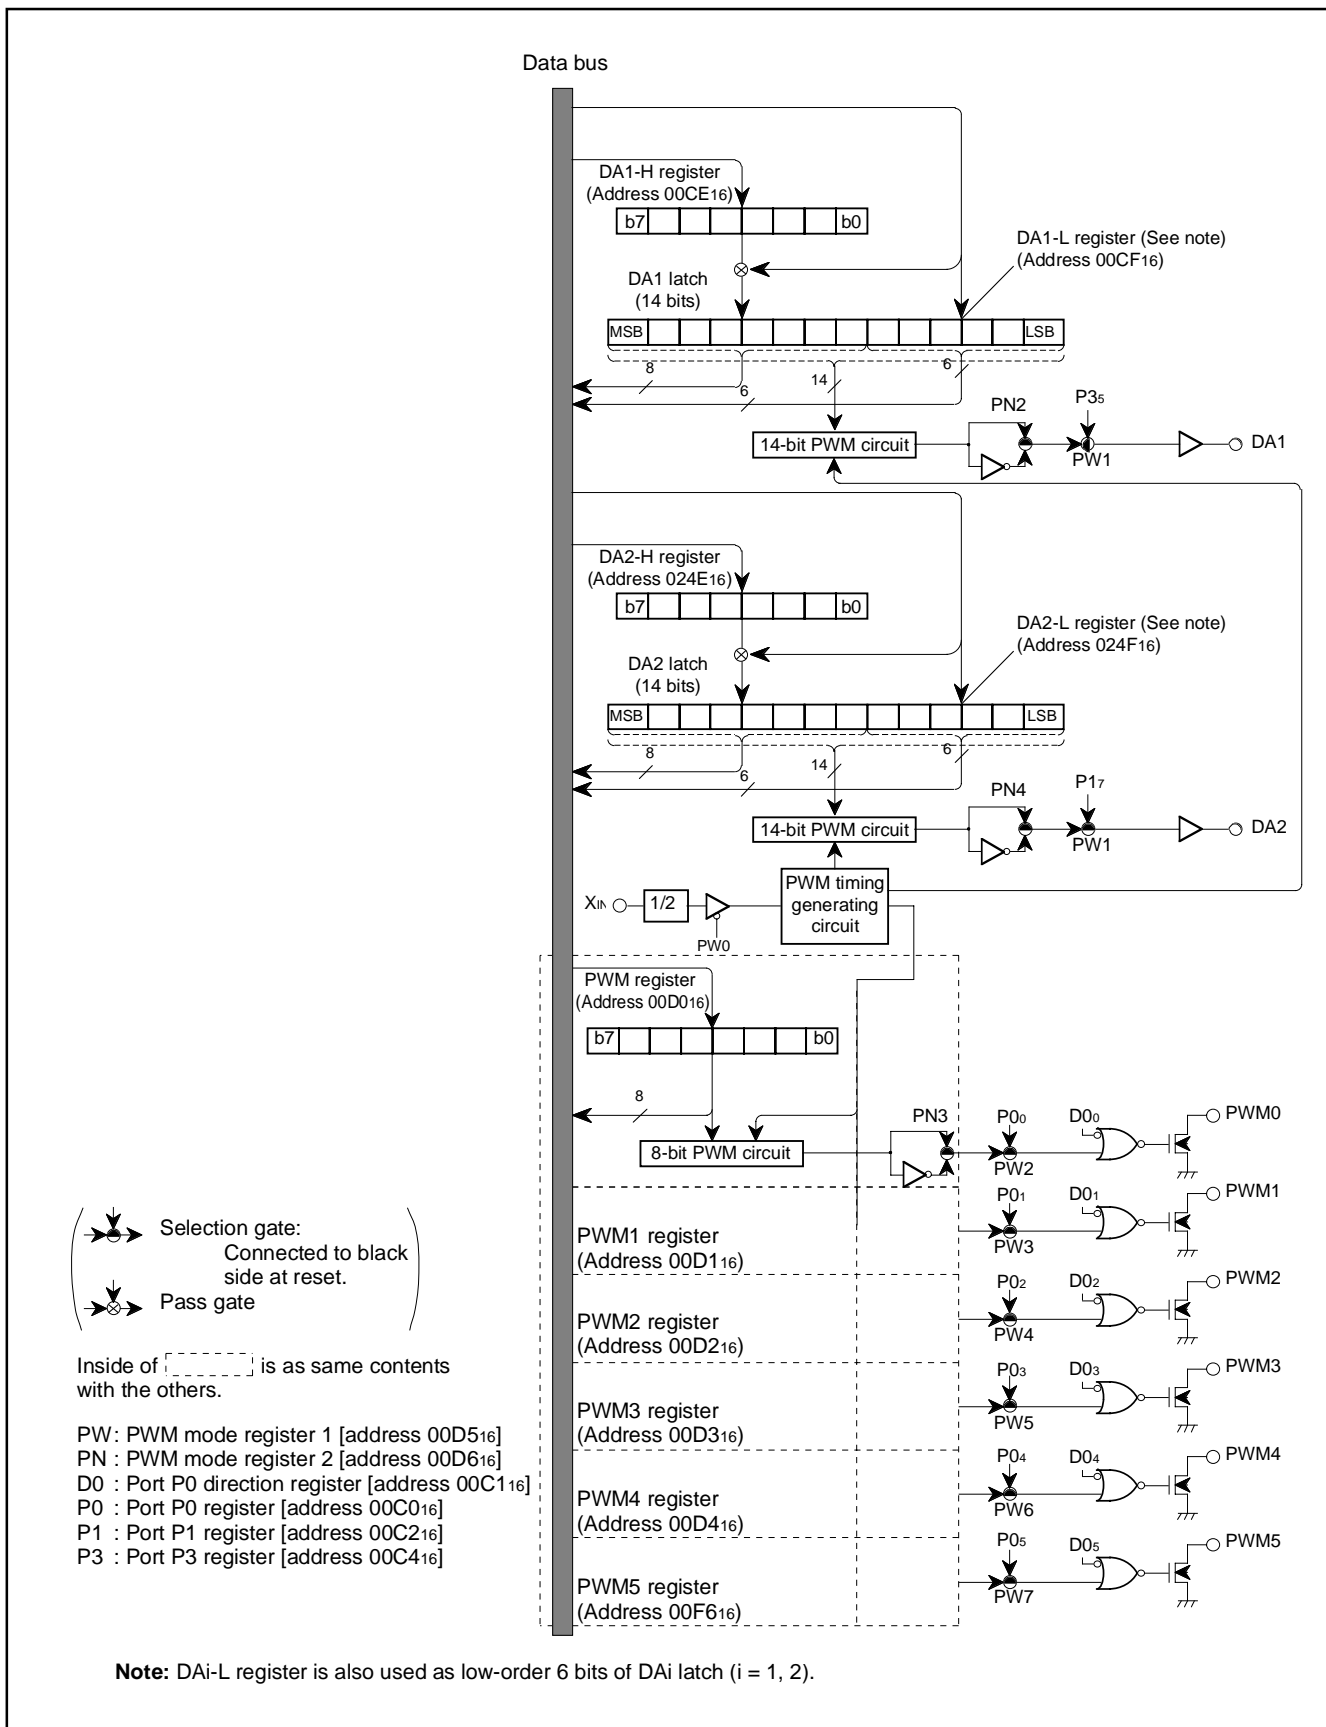 Data bus
DA1-H register
(Address 00CE16)
b7 b0
DA1-L register (See note)
(Address 00CF16)
DA1 latch
(14 bits)
MSB LSB
8 14 6
6
PN2 P35
14-bit PWM circuit
PW1
DA1
DA2-H register
(Address 024E16)
b7 b0
DA2-L register (See note)
(Address 024F16)
DA2 latch
(14 bits)
MSB LSB
8 14 6
6
PN4 P17
14-bit PWM circuit
PW1
DA2
XIN 1/2
PW0
PWM timing
generating
circuit
PWM register
(Address 00D016)
b7 b0
8
8-bit PWM circuit
PN3
P00 D00 PWM0
PW2
PWM1 register
(Address 00D116)
P01 D01 PWM1
PW3
PWM2 register
(Address 00D216)
P02 D02 PWM2
PW4
PWM3 register
(Address 00D316)
P03 D03 PWM3
PW5
PWM4 register
(Address 00D416)
P04 D04 PWM4
PW6
PWM5 register
(Address 00F616)
P05 D05 PWM5
PW7
Selection gate:
Connected to black
side at reset.
Pass gate
Inside of is as same contents
with the others.
PW : PWM mode register 1 [address 00D516]
PN : PWM mode register 2 [address 00D616]
D0 : Port P0 direction register [address 00C116]
P0 : Port P0 register [address 00C016]
P1 : Port P1 register [address 00C216]
P3 : Port P3 register [address 00C416]
Note: DAi-L register is also used as low-order 6 bits of DAi latch (i = 1, 2).